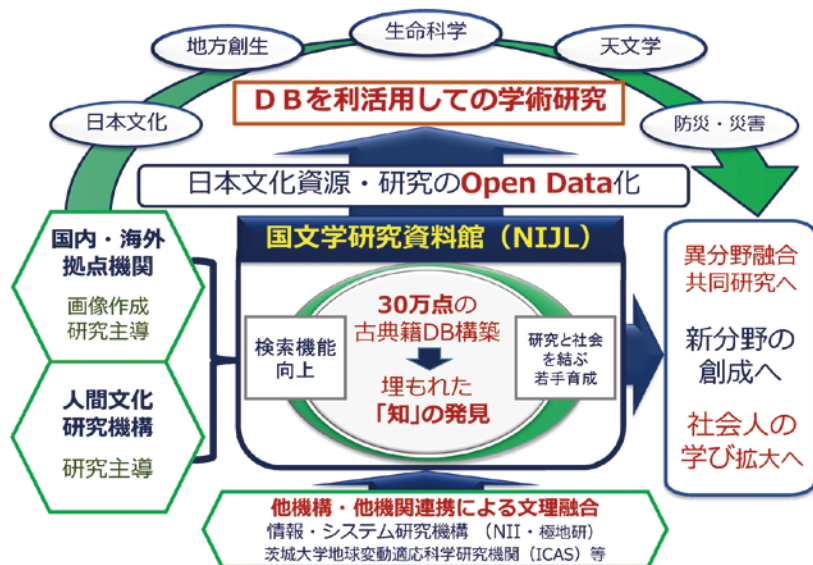 地方創生
生命科学
天文学
日本文化
DBを利活用しての学術研究
防災・災害
日本文化資源・研究のOpen Data化
国内・海外
拠点機関
画像作成
研究主導
人間文化
研究機構
研究主導
国文学研究資料館（NIJL）
検索機能
向上
30万点の
古典籍DB構築
埋もれた
「知」の発見
研究と社会
を結ぶ
若手育成
異分野融合
共同研究へ
新分野の
創成へ
社会人の
学び拡大へ
他機構・他機関連携による文理融合
情報・システム研究機構 （NII・極地研）
茨城大学地球変動適応科学研究機関（ICAS）等